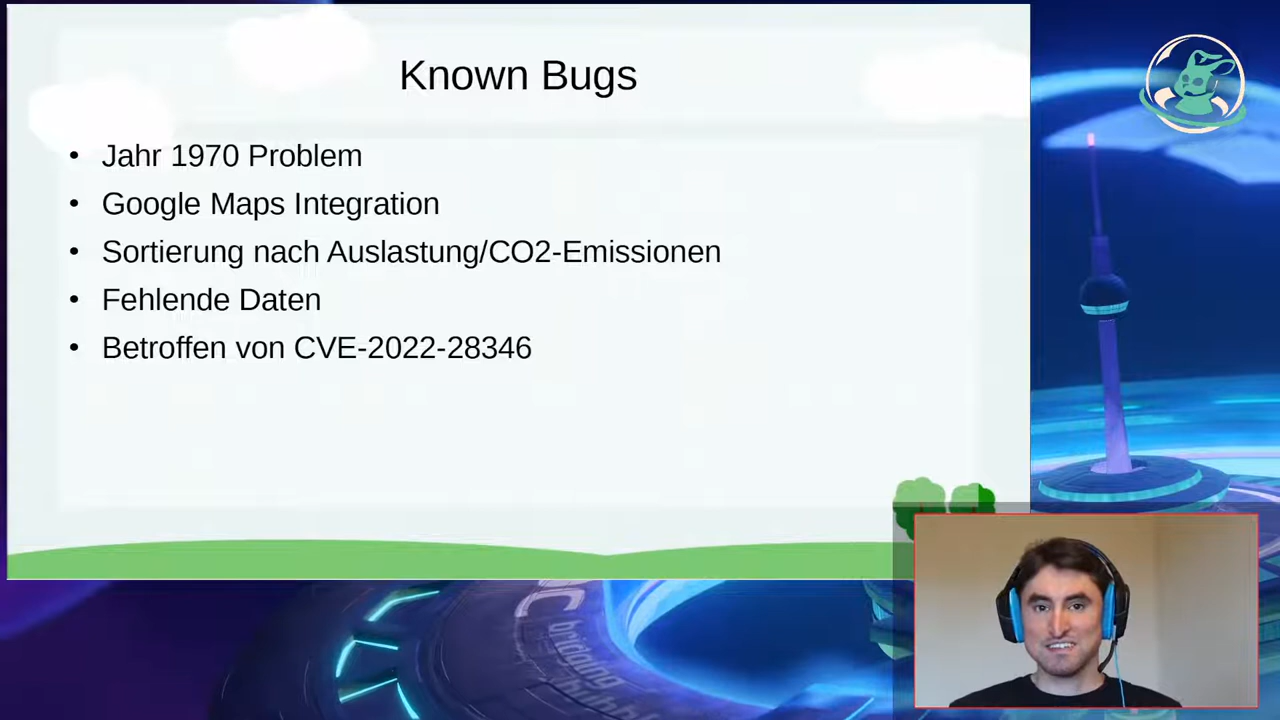 Known Bugs
• Jahr 1970 Problem
• Google Maps Integration
• Sortierung nach Auslastung/CO2-Emissionen
• Fehlende Daten
• Betroffen von CVE-2022-28346
bridging